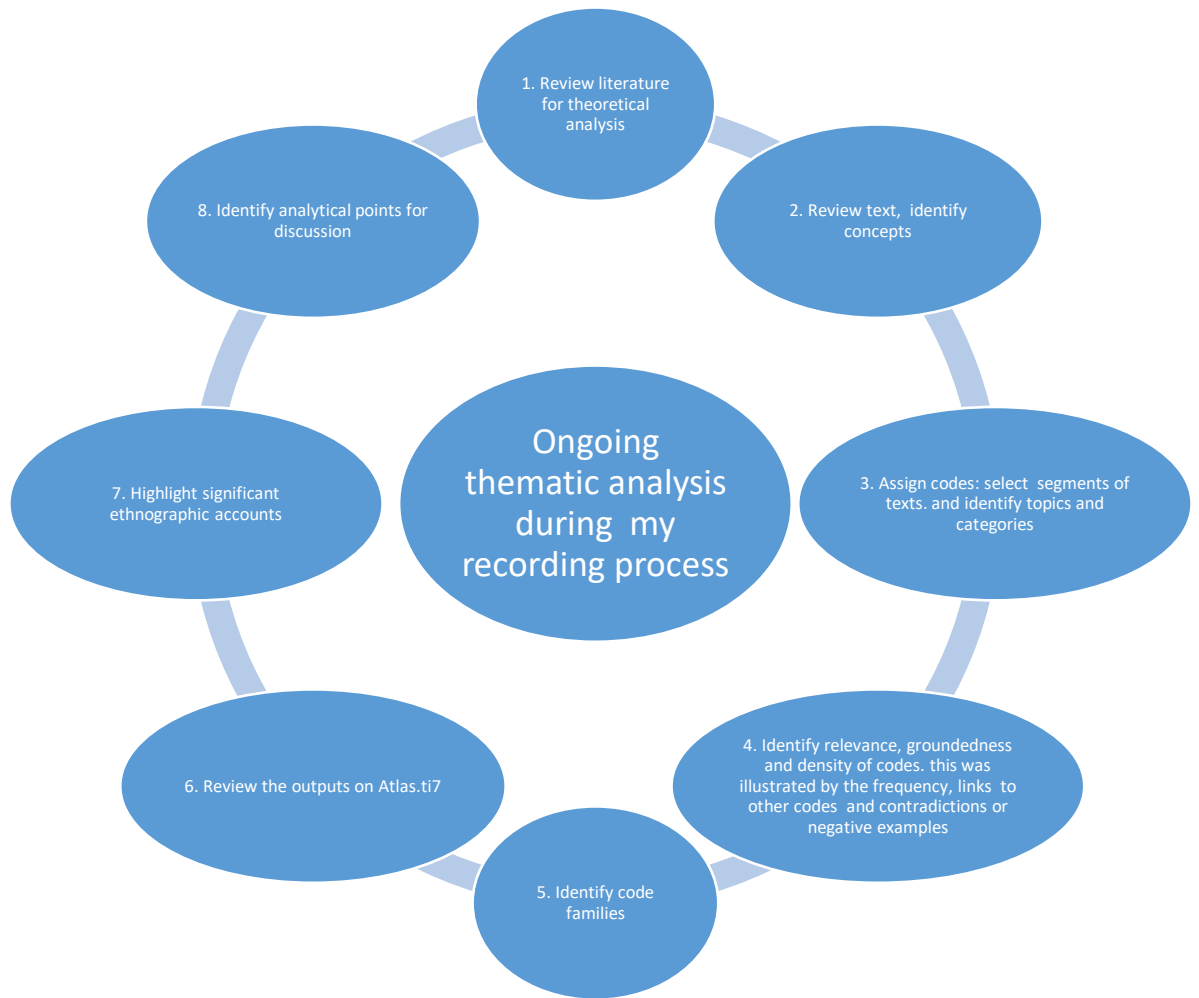 1. Review literature
for theoretical
analysis
2. Review text,  identify
concepts
3. Assign codes: select  segments of
texts. and identify topics and
categories
4. Identify relevance, groundedness
and density of codes. this was
illustrated by the frequency, links  to
other codes  and contradictions or
negative examples
5. Identify code
families
6. Review the outputs on Atlas.ti7
7. Highlight significant
ethnographic accounts
8. Identify analytical points for
discussion
Ongoing
thematic analysis
during  my
recording process